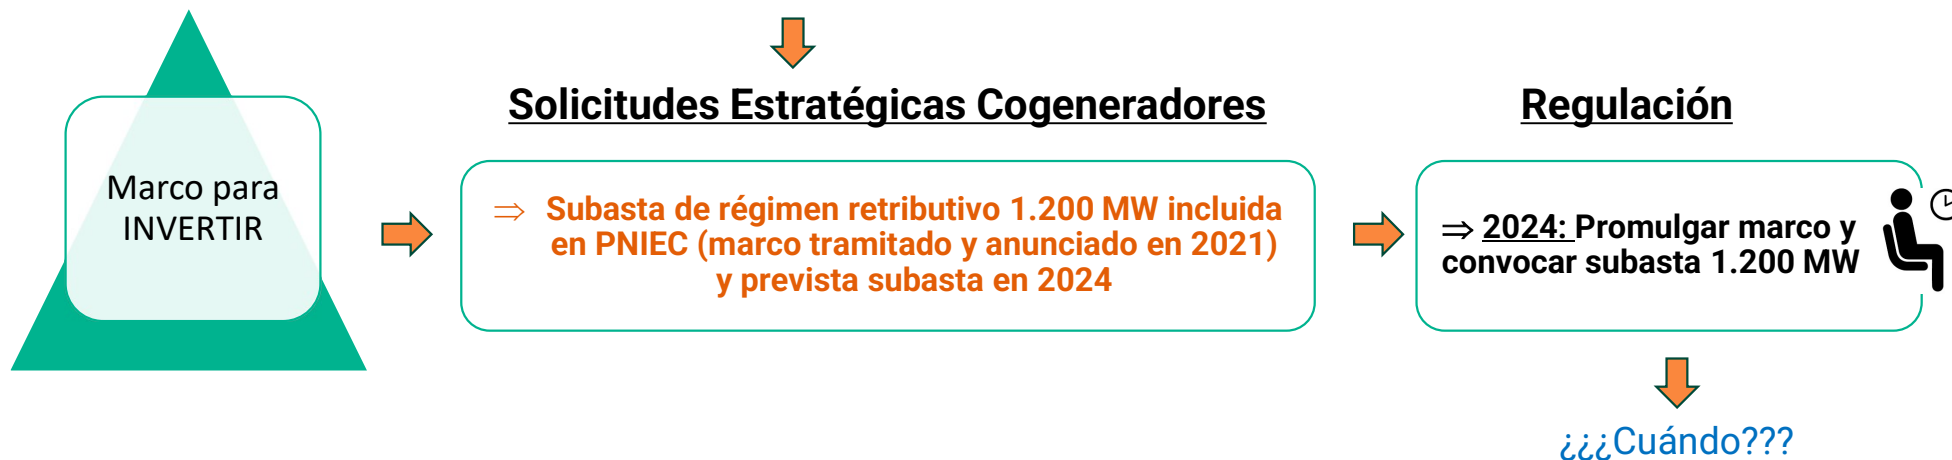 Solicitudes Estratégicas Cogeneradores
Regulación
Marco para
INVERTIR
⇒ Subasta de régimen retributivo 1.200 MW incluida
en PNIEC (marco tramitado y anunciado en 2021)
y prevista subasta en 2024
⇒ 2024: Promulgar marco y
convocar subasta 1.200 MW
¿¿¿Cuándo???